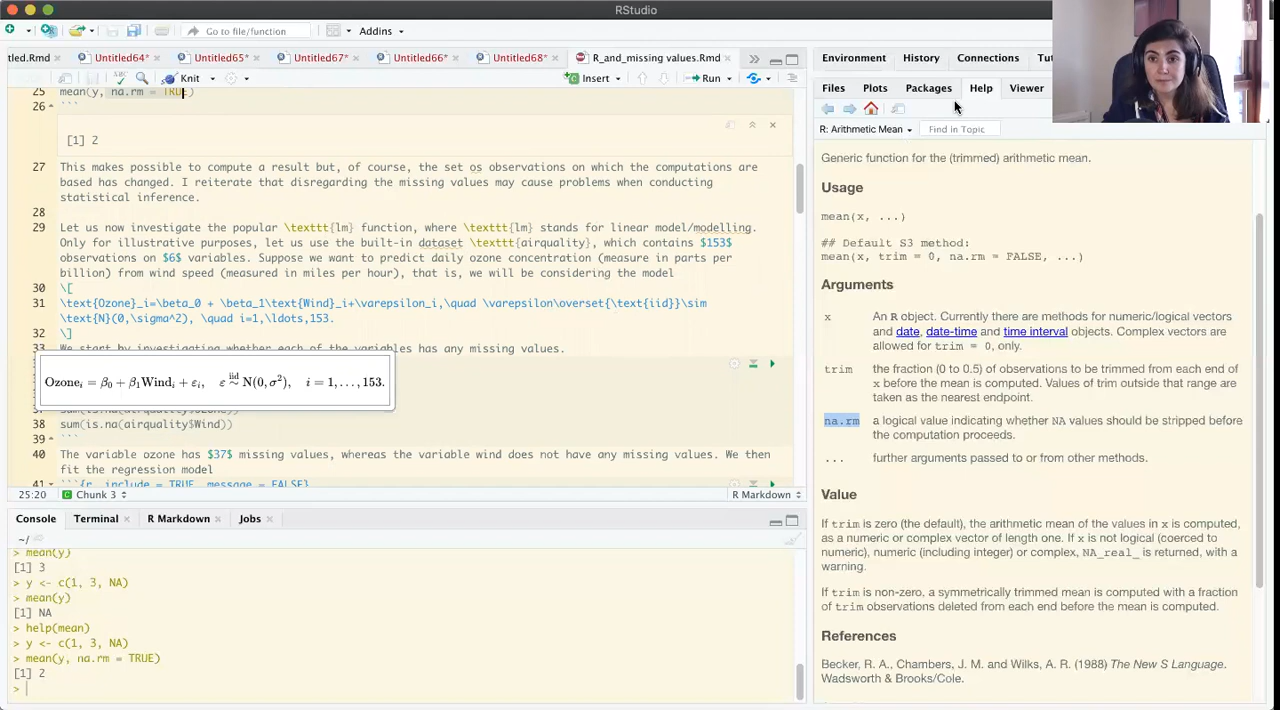 RStudio
Go to file/function
Addins
tled.Rmd
Untitled64*
Untitled65*
Untitled67*
Untitled66*
Untitled68*
R_and_missing values.Rmd
Knit
Insert
Run
25 mean(y, na.rm = TRUE)
26 ```
[1] 2
27 This makes possible to compute a result but, of course, the set os observations on which the computations are
based has changed. I reiterate that disregarding the missing values may cause problems when conducting
statistical inference.
28
29 Let us now investigate the popular \texttt{lm} function, where \texttt{lm} stands for linear model/modelling.
Only for illustrative purposes, let us use the built-in dataset \texttt{airquality}, which contains $153$
observations on $6$ variables. Suppose we want to predict daily ozone concentration (measure in parts per
billion) from wind speed (measured in miles per hour), that is, we will be considering the model
30 \[
31 \text{Ozone}_i=\beta_0 + \beta_1\text{Wind}_i+\varepsilon_i,\quad \varepsilon\overset{\text{iid}}\sim
\text{N}(0,\sigma^2), \quad i=1,\ldots,153.
32 \]
33 We start by investigating whether each of the variables has any missing values.
Ozoneᵢ = β₀ + β₁Windᵢ + εᵢ, ε iid ~ N(0, σ²), i = 1, . . . , 153.
37 sum(is.na(airquality$Ozone))
38 sum(is.na(airquality$Wind))
39 ```
40 The variable ozone has $37$ missing values, whereas the variable wind does not have any missing values. We then
fit the regression model
41 ```{r, include = TRUE, message = FALSE}
25:20
Chunk 3
R Markdown
Console
Terminal
R Markdown
Jobs
~/
> mean(y)
[1] 3
> y <- c(1, 3, NA)
> mean(y)
[1] NA
> help(mean)
> y <- c(1, 3, NA)
> mean(y, na.rm = TRUE)
[1] 2
>
Environment
History
Connections
Tu
Files
Plots
Packages
Help
Viewer
R: Arithmetic Mean
Find in Topic
Generic function for the (trimmed) arithmetic mean.
Usage
mean(x, ...)
## Default S3 method:
mean(x, trim = 0, na.rm = FALSE, ...)
Arguments
x An R object. Currently there are methods for numeric/logical vectors
and date, date-time and time interval objects. Complex vectors are
allowed for trim = 0, only.
trim the fraction (0 to 0.5) of observations to be trimmed from each end of
x before the mean is computed. Values of trim outside that range are
taken as the nearest endpoint.
na.rm a logical value indicating whether NA values should be stripped before
the computation proceeds.
... further arguments passed to or from other methods.
Value
If trim is zero (the default), the arithmetic mean of the values in x is computed,
as a numeric or complex vector of length one. If x is not logical (coerced to
numeric), numeric (including integer) or complex, NA_real_ is returned, with a
warning.
If trim is non-zero, a symmetrically trimmed mean is computed with a fraction
of trim observations deleted from each end before the mean is computed.
References
Becker, R. A., Chambers, J. M. and Wilks, A. R. (1988) The New S Language.
Wadsworth & Brooks/Cole.